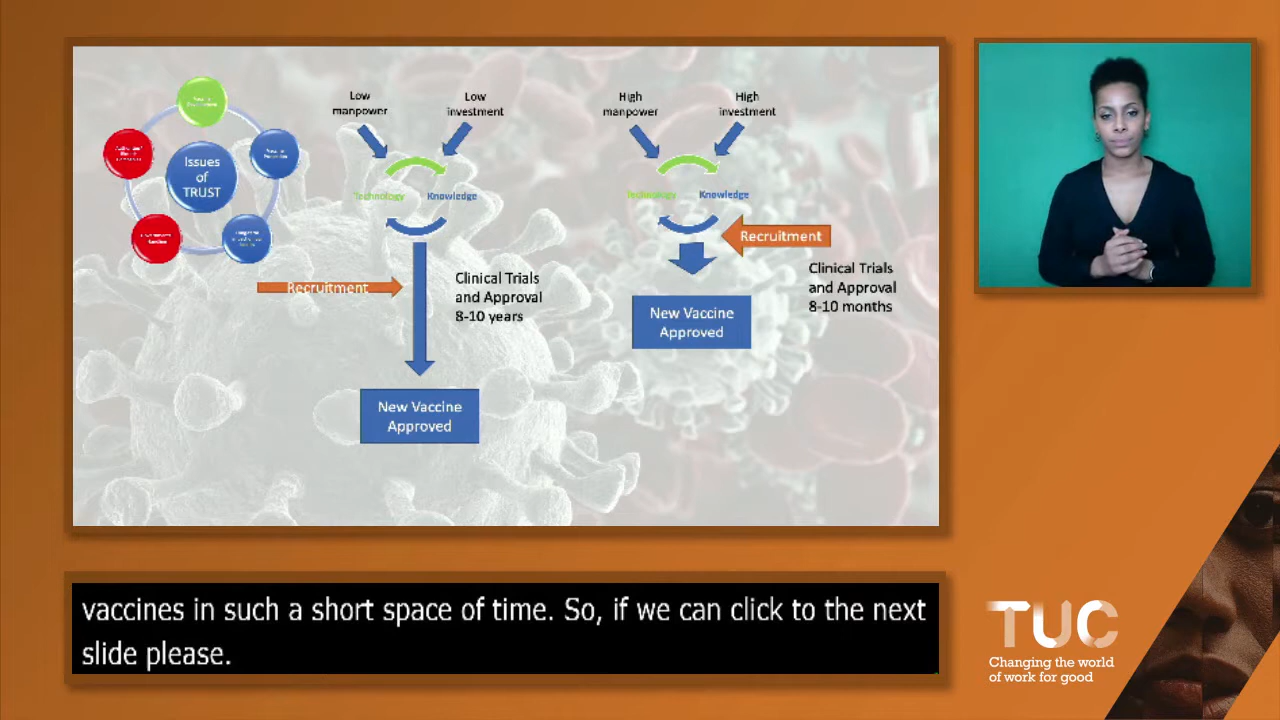 Issues
of
TRUST
Low
manpower
Low
investment
Technology
Knowledge
Recruitment
Clinical Trials
and Approval
8-10 years
New Vaccine
Approved
High
manpower
High
investment
Technology
Knowledge
Recruitment
Clinical Trials
and Approval
8-10 months
New Vaccine
Approved
vaccines in such a short space of time. So, if we can click to the next
slide please.
TUC
Changing the world
of work for good